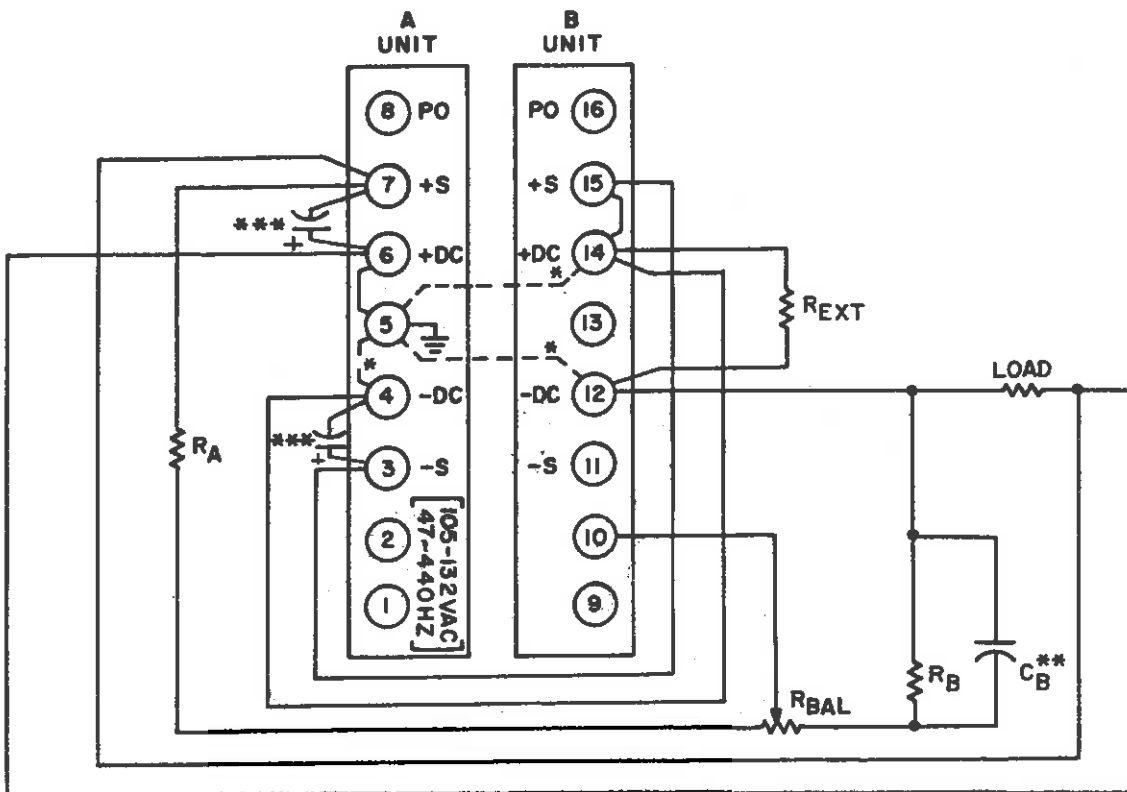 A
UNIT
B
UNIT
8 PO
PO 16
7 +S
+S 15
***
+
6 +DC
+DC 14
*
REXT
5
13
*
*
4 -DC
-DC 12
LOAD
***
+
RA
3 -S
-S 11
2
10
1
9
[105-132VAC
47-440HZ]
RB
CB**
RBAL